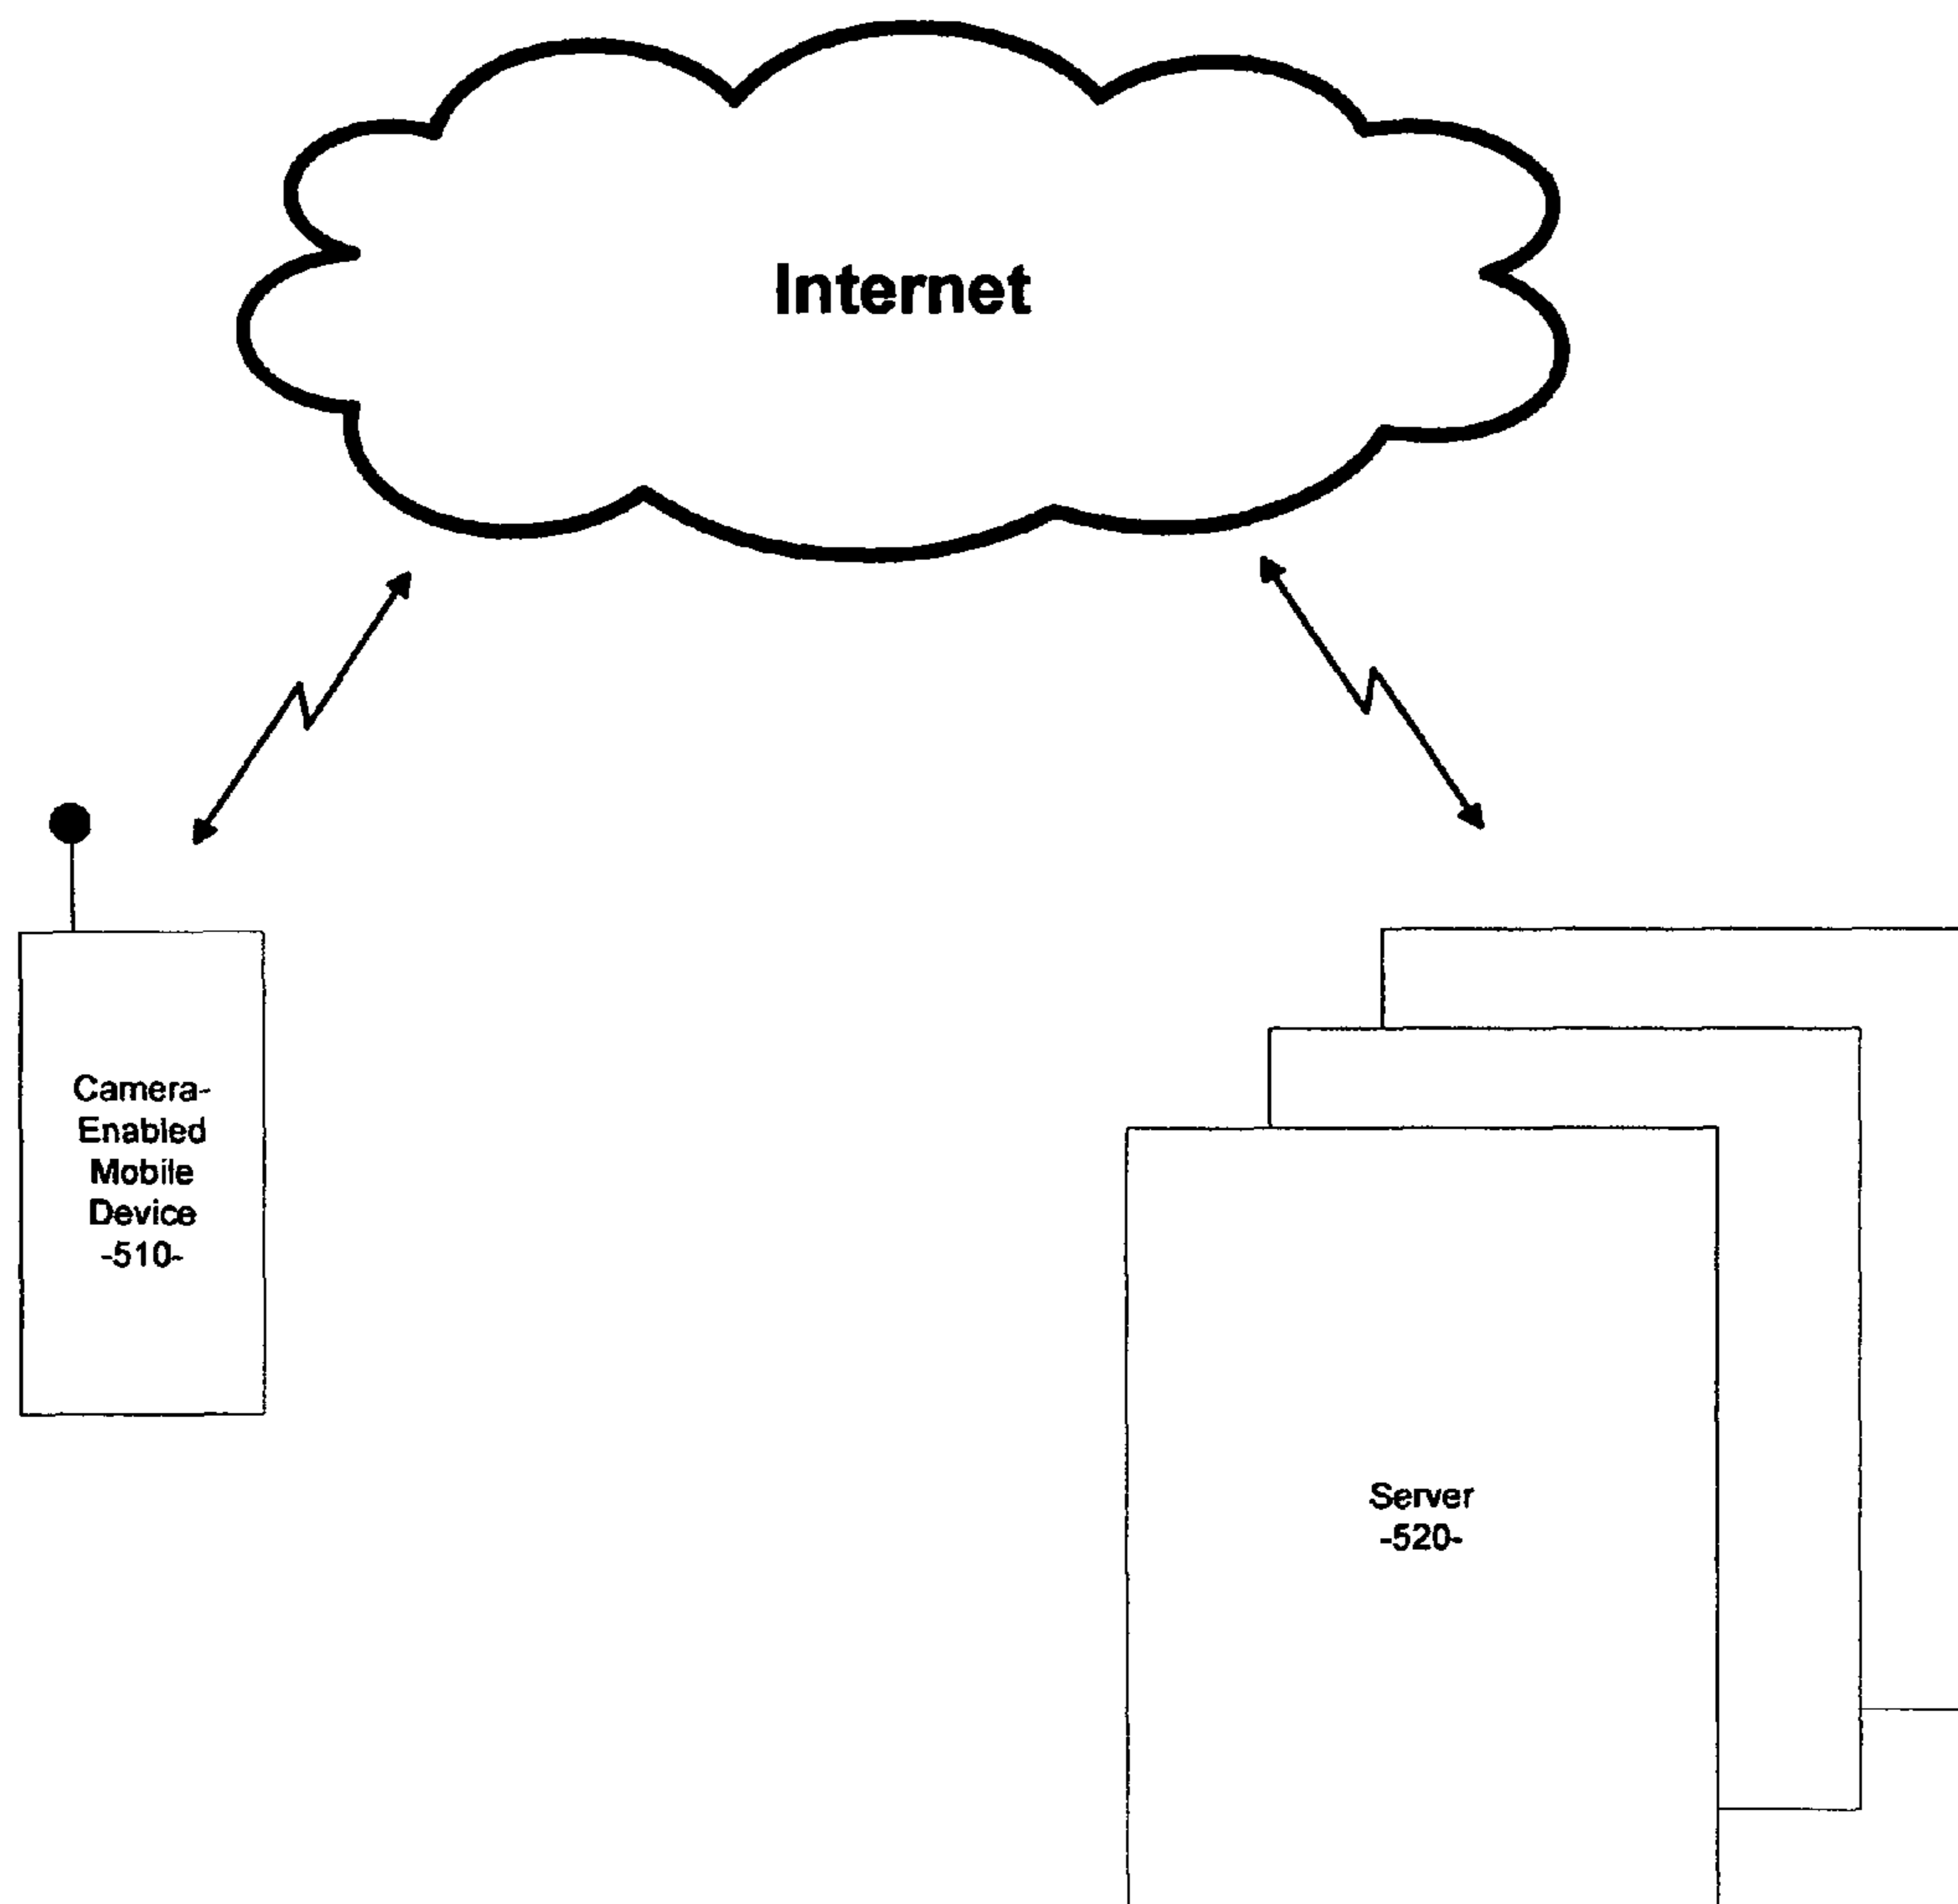 Internet
Camera-
Enabled
Mobile
Device
-510-
Server
-520-